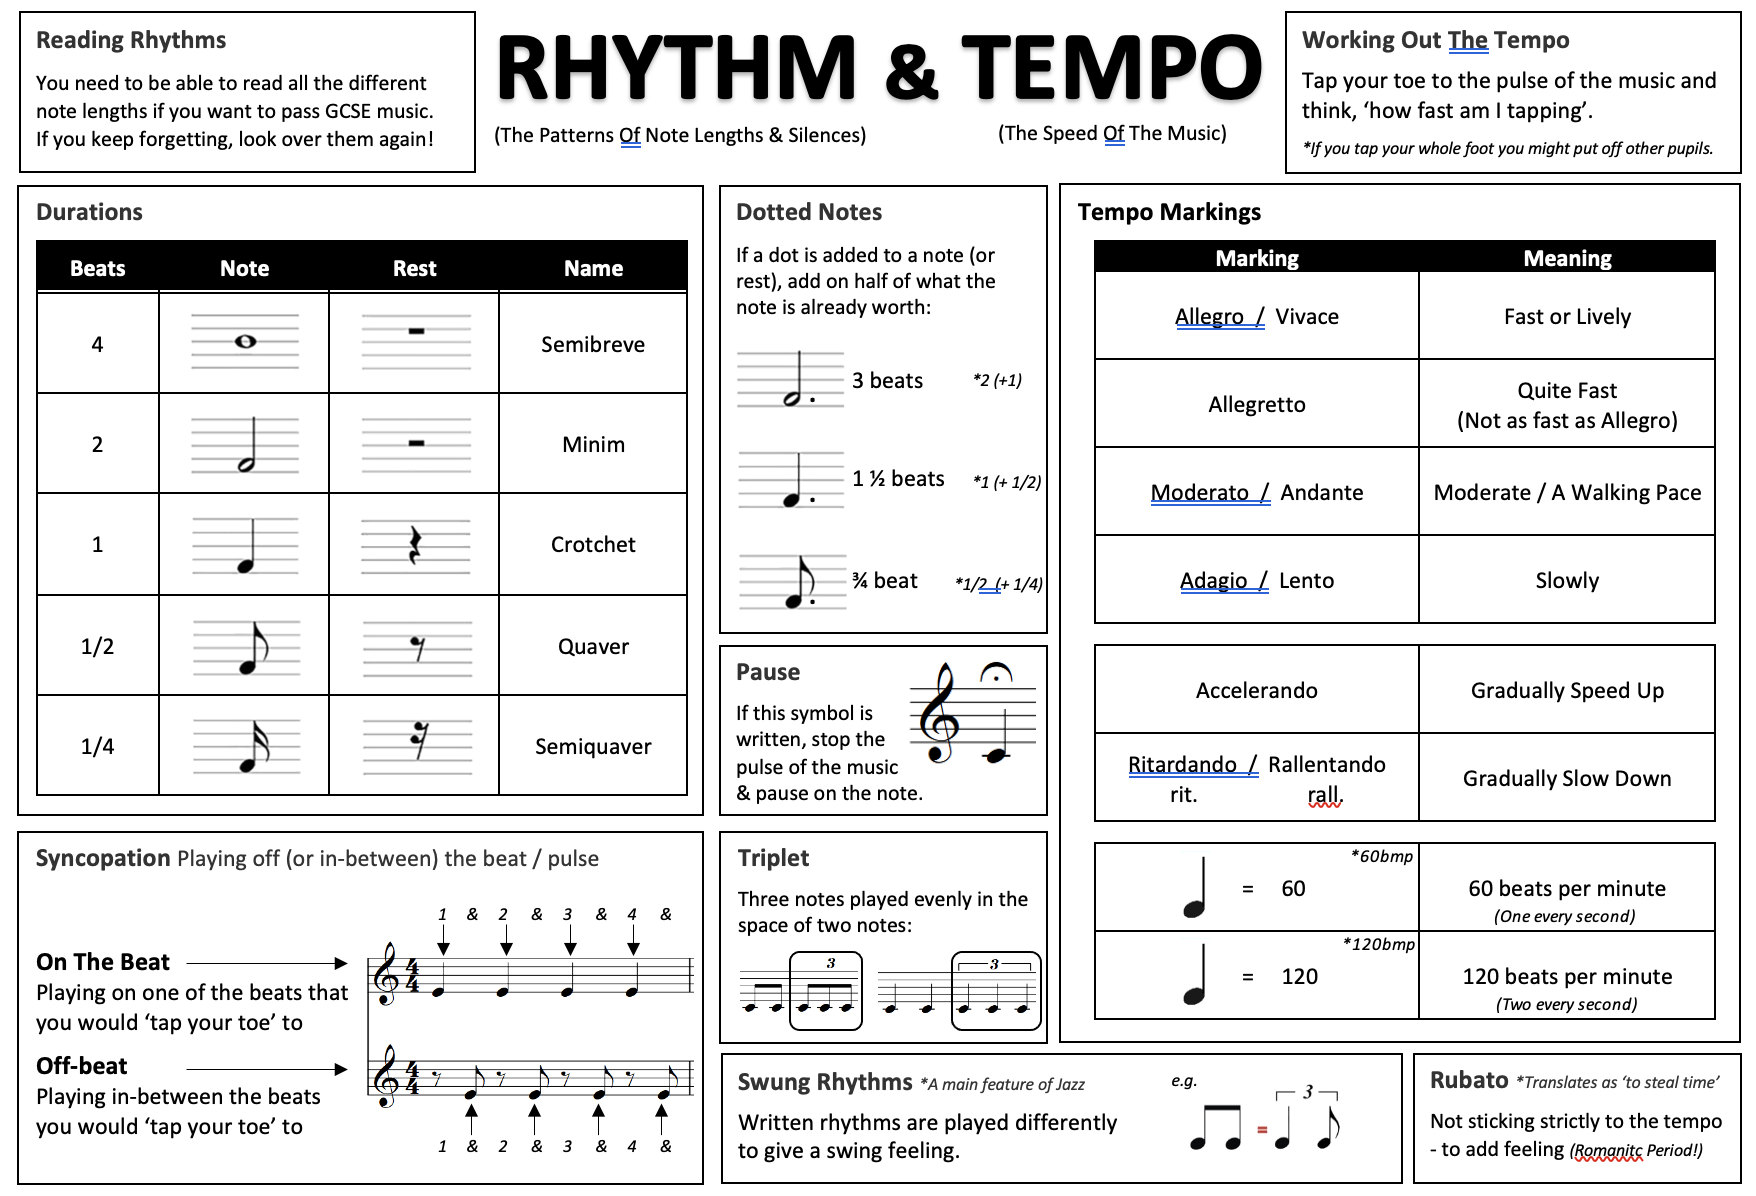 Reading Rhythms
You need to be able to read all the different
note lengths if you want to pass GCSE music.
If you keep forgetting, look over them again!
RHYTHM & TEMPO
(The Patterns Of Note Lengths & Silences)
(The Speed Of The Music)
Working Out The Tempo
Tap your toe to the pulse of the music and
think, ‘how fast am I tapping’.
*If you tap your whole foot you might put off other pupils.
Durations
Beats Note Rest Name
4 Semibreve
2 Minim
1 Crotchet
1/2 Quaver
1/4 Semiquaver
Dotted Notes
If a dot is added to a note (or
rest), add on half of what the
note is already worth:
3 beats *2 (+1)
1 ½ beats *1 (+ 1/2)
¾ beat *1/2 (+ 1/4)
Pause
If this symbol is
written, stop the
pulse of the music
& pause on the note.
Tempo Markings
Marking Meaning
Allegro / Vivace Fast or Lively
Allegretto Quite Fast
(Not as fast as Allegro)
Moderato / Andante Moderate / A Walking Pace
Adagio / Lento Slowly
Accelerando Gradually Speed Up
Ritardando / Rallentando Gradually Slow Down
rit. rall.
*60bmp
= 60 60 beats per minute
(One every second)
*120bmp
= 120 120 beats per minute
(Two every second)
Syncopation Playing off (or in-between) the beat / pulse
1 & 2 & 3 & 4 &
On The Beat
Playing on one of the beats that
you would ‘tap your toe’ to
4
4
Off-beat
Playing in-between the beats
you would ‘tap your toe’ to
4
4
1 & 2 & 3 & 4 &
Triplet
Three notes played evenly in the
space of two notes:
3 3
Swung Rhythms *A main feature of Jazz
Written rhythms are played differently
to give a swing feeling.
e.g.
3
=
Rubato *Translates as ‘to steal time’
Not sticking strictly to the tempo
- to add feeling (Romanitc Period!)